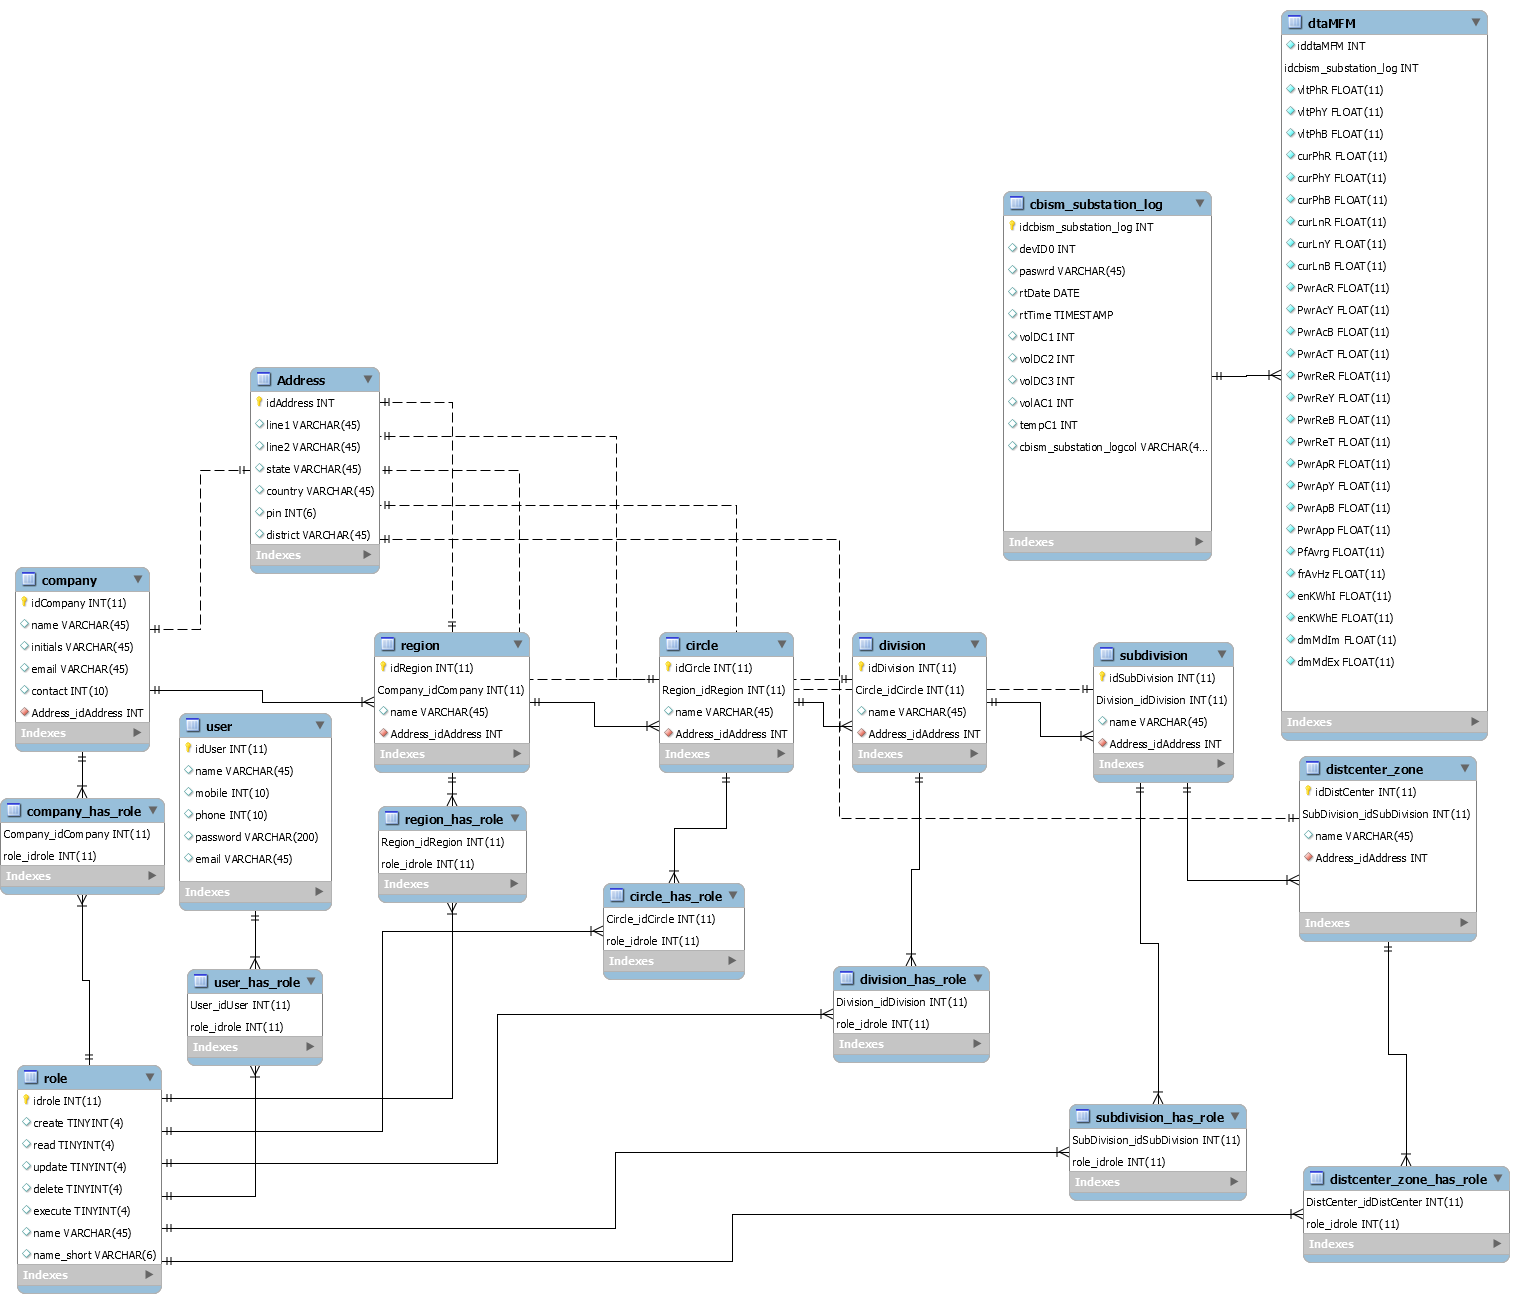 dtaMFM
iddtaMFM INT
idcbism_substation_log INT
vltPhR FLOAT(11)
vltPhY FLOAT(11)
vltPhB FLOAT(11)
curPhR FLOAT(11)
curPhY FLOAT(11)
curPhB FLOAT(11)
curLnR FLOAT(11)
curLnY FLOAT(11)
curLnB FLOAT(11)
PwrAcR FLOAT(11)
PwrAcY FLOAT(11)
PwrAcB FLOAT(11)
PwrAcT FLOAT(11)
PwrReR FLOAT(11)
PwrReY FLOAT(11)
PwrReB FLOAT(11)
PwrReT FLOAT(11)
PwrApR FLOAT(11)
PwrApY FLOAT(11)
PwrApB FLOAT(11)
PwrApp FLOAT(11)
PfAvrg FLOAT(11)
frAvHz FLOAT(11)
enKWhI FLOAT(11)
enKWhE FLOAT(11)
dmMdIm FLOAT(11)
dmMdEx FLOAT(11)
Indexes
cbism_substation_log
idcbism_substation_log INT
devID0 INT
paswrd VARCHAR(45)
rtDate DATE
rtTime TIMESTAMP
volDC1 INT
volDC2 INT
volDC3 INT
volAC1 INT
tempC1 INT
cbism_substation_logcol VARCHAR(4...
Indexes
Address
idAddress INT
line1 VARCHAR(45)
line2 VARCHAR(45)
state VARCHAR(45)
country VARCHAR(45)
pin INT(6)
district VARCHAR(45)
Indexes
company
idCompany INT(11)
name VARCHAR(45)
initials VARCHAR(45)
email VARCHAR(45)
contact INT(10)
Address_idAddress INT
Indexes
region
idRegion INT(11)
Company_idCompany INT(11)
name VARCHAR(45)
Address_idAddress INT
Indexes
circle
idCircle INT(11)
Region_idRegion INT(11)
name VARCHAR(45)
Address_idAddress INT
Indexes
division
idDivision INT(11)
Circle_idCircle INT(11)
name VARCHAR(45)
Address_idAddress INT
Indexes
subdivision
idSubDivision INT(11)
Division_idDivision INT(11)
name VARCHAR(45)
Address_idAddress INT
Indexes
user
idUser INT(11)
name VARCHAR(45)
mobile INT(10)
phone INT(10)
password VARCHAR(200)
email VARCHAR(45)
Indexes
distcenter_zone
idDistCenter INT(11)
SubDivision_idSubDivision INT(11)
name VARCHAR(45)
Address_idAddress INT
Indexes
company_has_role
Company_idCompany INT(11)
role_idrole INT(11)
Indexes
region_has_role
Region_idRegion INT(11)
role_idrole INT(11)
Indexes
circle_has_role
Circle_idCircle INT(11)
role_idrole INT(11)
Indexes
user_has_role
User_idUser INT(11)
role_idrole INT(11)
Indexes
division_has_role
Division_idDivision INT(11)
role_idrole INT(11)
Indexes
role
idrole INT(11)
create TINYINT(4)
read TINYINT(4)
update TINYINT(4)
delete TINYINT(4)
execute TINYINT(4)
name VARCHAR(45)
name_short VARCHAR(6)
Indexes
subdivision_has_role
SubDivision_idSubDivision INT(11)
role_idrole INT(11)
Indexes
distcenter_zone_has_role
DistCenter_idDistCenter INT(11)
role_idrole INT(11)
Indexes